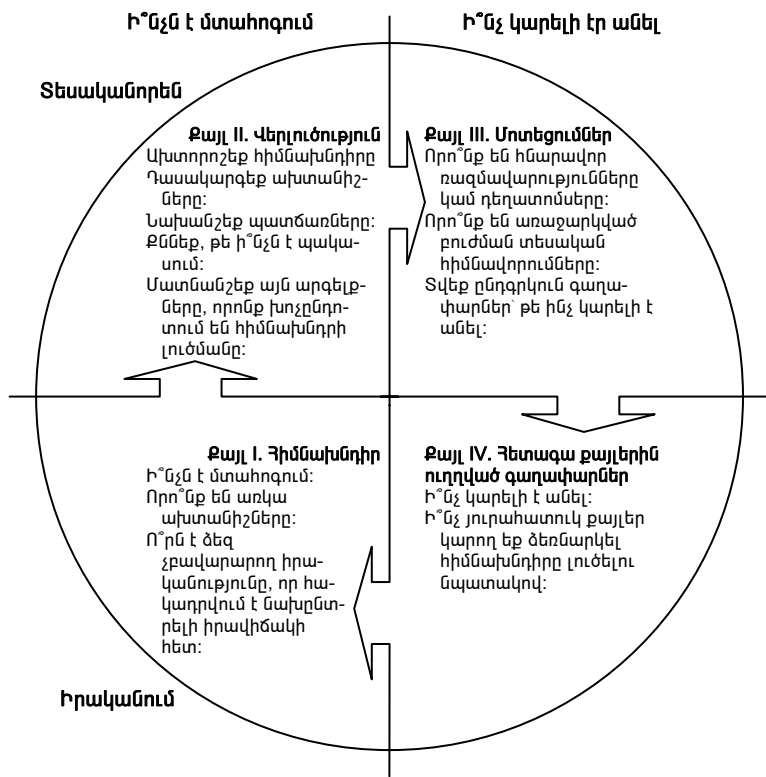 Ի՞նչն է մտահոգում
Ի՞նչ կարելի էր անել
Տեսականորեն
Քայլ II. Վերլուծություն
Ախտորոշեք հիմնախնդիրը
Դասակարգեք ախտանիշ-
ները։
Նախանշեք պատճառները։
Քննեք, թե ի՞նչն է պակա-
սում։
Մատնանշեք այն արգելք-
ները, որոնք խոչընդո-
տում են հիմնախնդրի
լուծմանը։
Քայլ III. Մոտեցումներ
Որո՞նք են հնարավոր
ռազմավարությունները
կամ դեղատոմսերը։
Որո՞նք են առաջարկված
բուժման տեսական
հիմնավորումները։
Տվեք ընդգրկուն գաղա-
փարներ՝ թե ինչ կարելի է
անել։
Քայլ I. Հիմնախնդիր
Ի՞նչն է մտահոգում։
Որո՞նք են առկա
ախտանիշները։
Ո՞րն է ձեզ
չբավարարող իրա-
կանությունը, որ հա-
կադրվում է նախընտ-
րելի իրավիճակի
հետ։
Քայլ IV. Հետագա քայլերին
ուղղված գաղափարներ
Ի՞նչ կարելի է անել։
Ի՞նչ յուրահատուկ քայլեր
կարող եք ձեռնարկել
հիմնախնդիրը լուծելու
նպատակով։
Իրականում